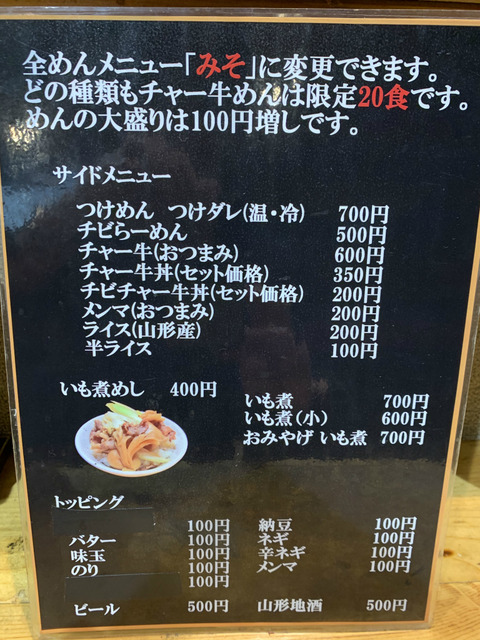 全めんメニュー「みそ」に変更できます。
どの種類もチャー牛めんは限定20食です。
めんの大盛りは100円増しです。
サイドメニュー
つけめん つけダレ(温・冷) 700円
チビらーめん 500円
チャー牛(おつまみ) 600円
チャー牛丼(セット価格) 350円
チビチャー牛丼(セット価格) 200円
メンマ(おつまみ) 200円
ライス(山形産) 200円
半ライス 100円
いも煮めし 400円
いも煮 700円
いも煮(小) 600円
おみやげ いも煮 700円
トッピング
100円
バター 100円
味玉 100円
のり 100円
100円
納豆 100円
ネギ 100円
辛ネギ 100円
メンマ 100円
ビール 500円
山形地酒 500円